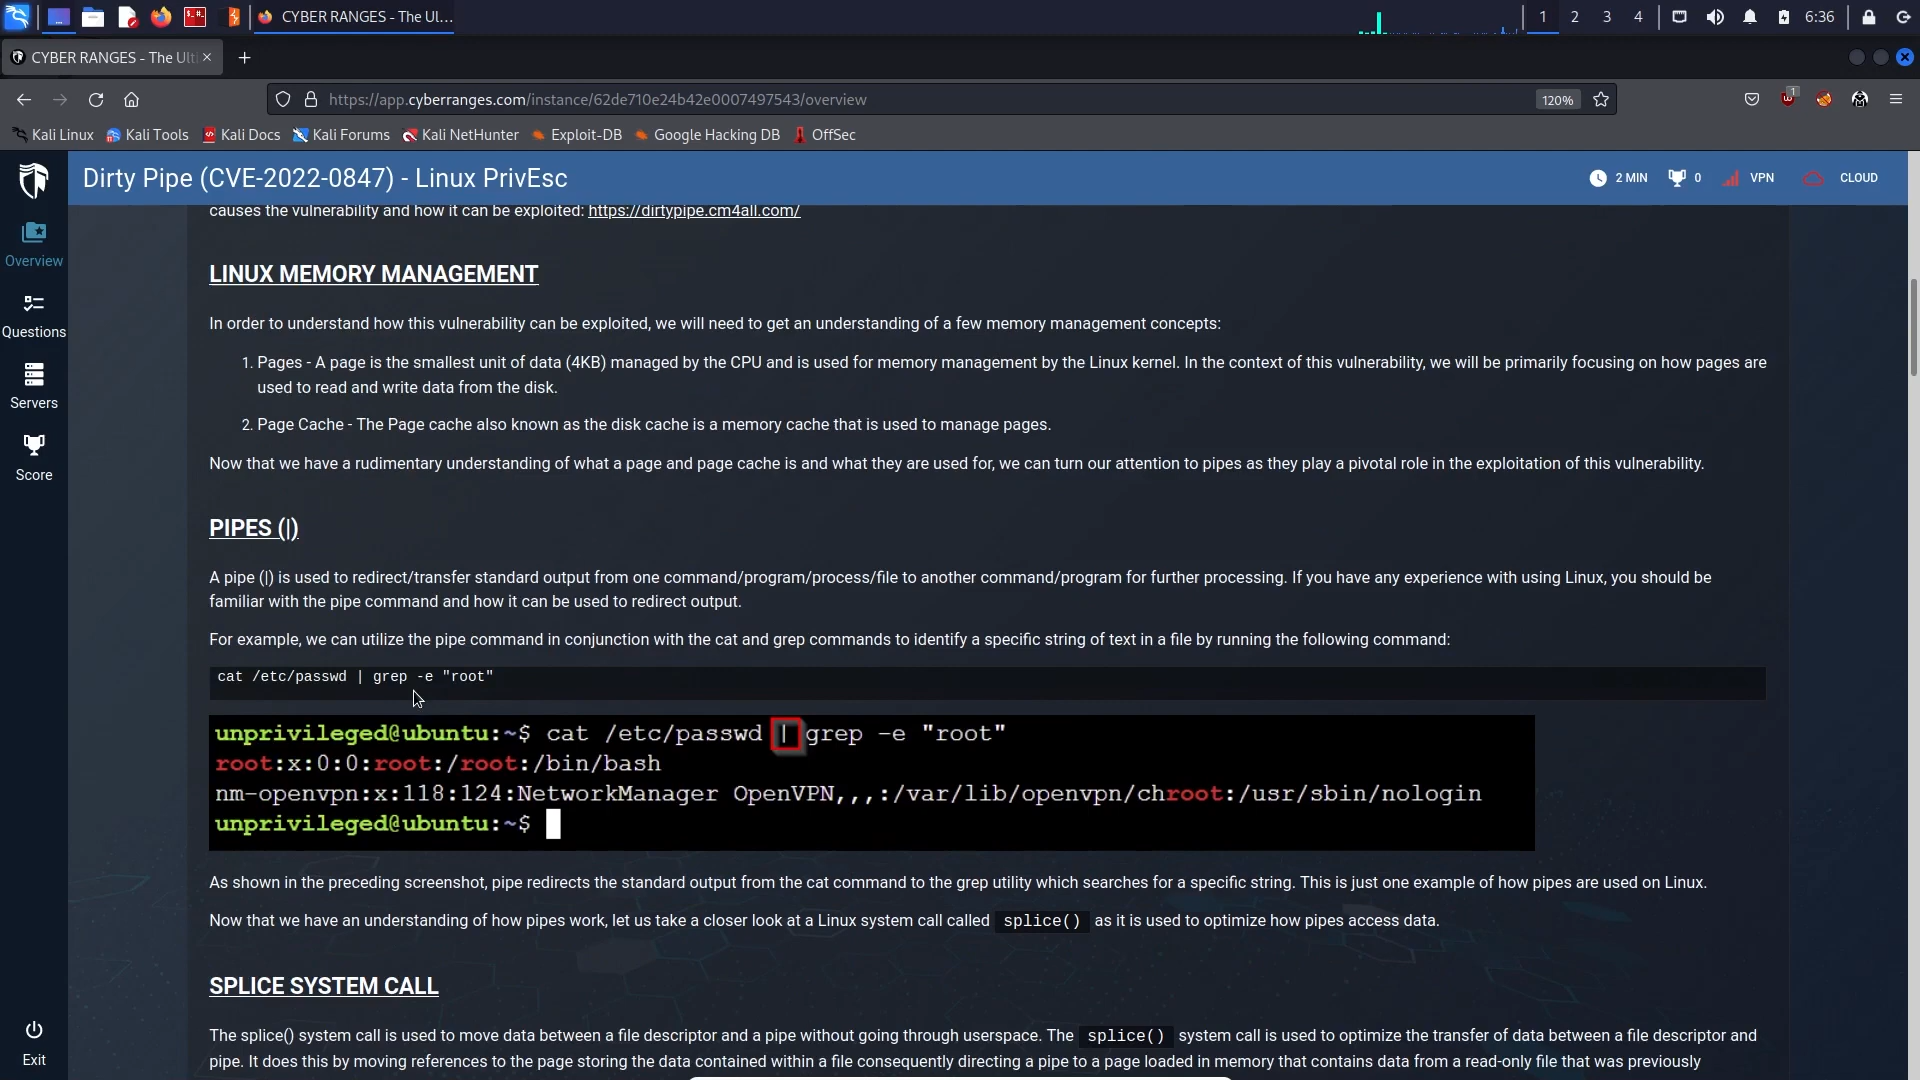 CYBER RANGES - The Ul...
1 2 3 4
6:36
CYBER RANGES - The Ult
https://app.cyberranges.com/instance/62de710e24b42e0007497543/overview
120%
1
Kali Linux Kali Tools Kali Docs Kali Forums Kali NetHunter Exploit-DB Google Hacking DB OffSec
Dirty Pipe (CVE-2022-0847) - Linux PrivEsc
2 MIN 0 VPN CLOUD
Overview
Questions
Servers
Score
Exit
causes the vulnerability and how it can be exploited: https://dirtypipe.cm4all.com/
LINUX MEMORY MANAGEMENT
In order to understand how this vulnerability can be exploited, we will need to get an understanding of a few memory management concepts:
1. Pages - A page is the smallest unit of data (4KB) managed by the CPU and is used for memory management by the Linux kernel. In the context of this vulnerability, we will be primarily focusing on how pages are
used to read and write data from the disk.
2. Page Cache - The Page cache also known as the disk cache is a memory cache that is used to manage pages.
Now that we have a rudimentary understanding of what a page and page cache is and what they are used for, we can turn our attention to pipes as they play a pivotal role in the exploitation of this vulnerability.
PIPES (|)
A pipe (|) is used to redirect/transfer standard output from one command/program/process/file to another command/program for further processing. If you have any experience with using Linux, you should be
familiar with the pipe command and how it can be used to redirect output.
For example, we can utilize the pipe command in conjunction with the cat and grep commands to identify a specific string of text in a file by running the following command:
cat /etc/passwd | grep -e "root"
unprivileged@ubuntu:~$ cat /etc/passwd | grep -e "root"
root:x:0:0:root:/root:/bin/bash
nm-openvpn:x:118:124:NetworkManager OpenVPN,,,:/var/lib/openvpn/chroot:/usr/sbin/nologin
unprivileged@ubuntu:~$
As shown in the preceding screenshot, pipe redirects the standard output from the cat command to the grep utility which searches for a specific string. This is just one example of how pipes are used on Linux.
Now that we have an understanding of how pipes work, let us take a closer look at a Linux system call called splice() as it is used to optimize how pipes access data.
SPLICE SYSTEM CALL
The splice() system call is used to move data between a file descriptor and a pipe without going through userspace. The splice() system call is used to optimize the transfer of data between a file descriptor and
pipe. It does this by moving references to the page storing the data contained within a file consequently directing a pipe to a page loaded in memory that contains data from a read-only file that was previously